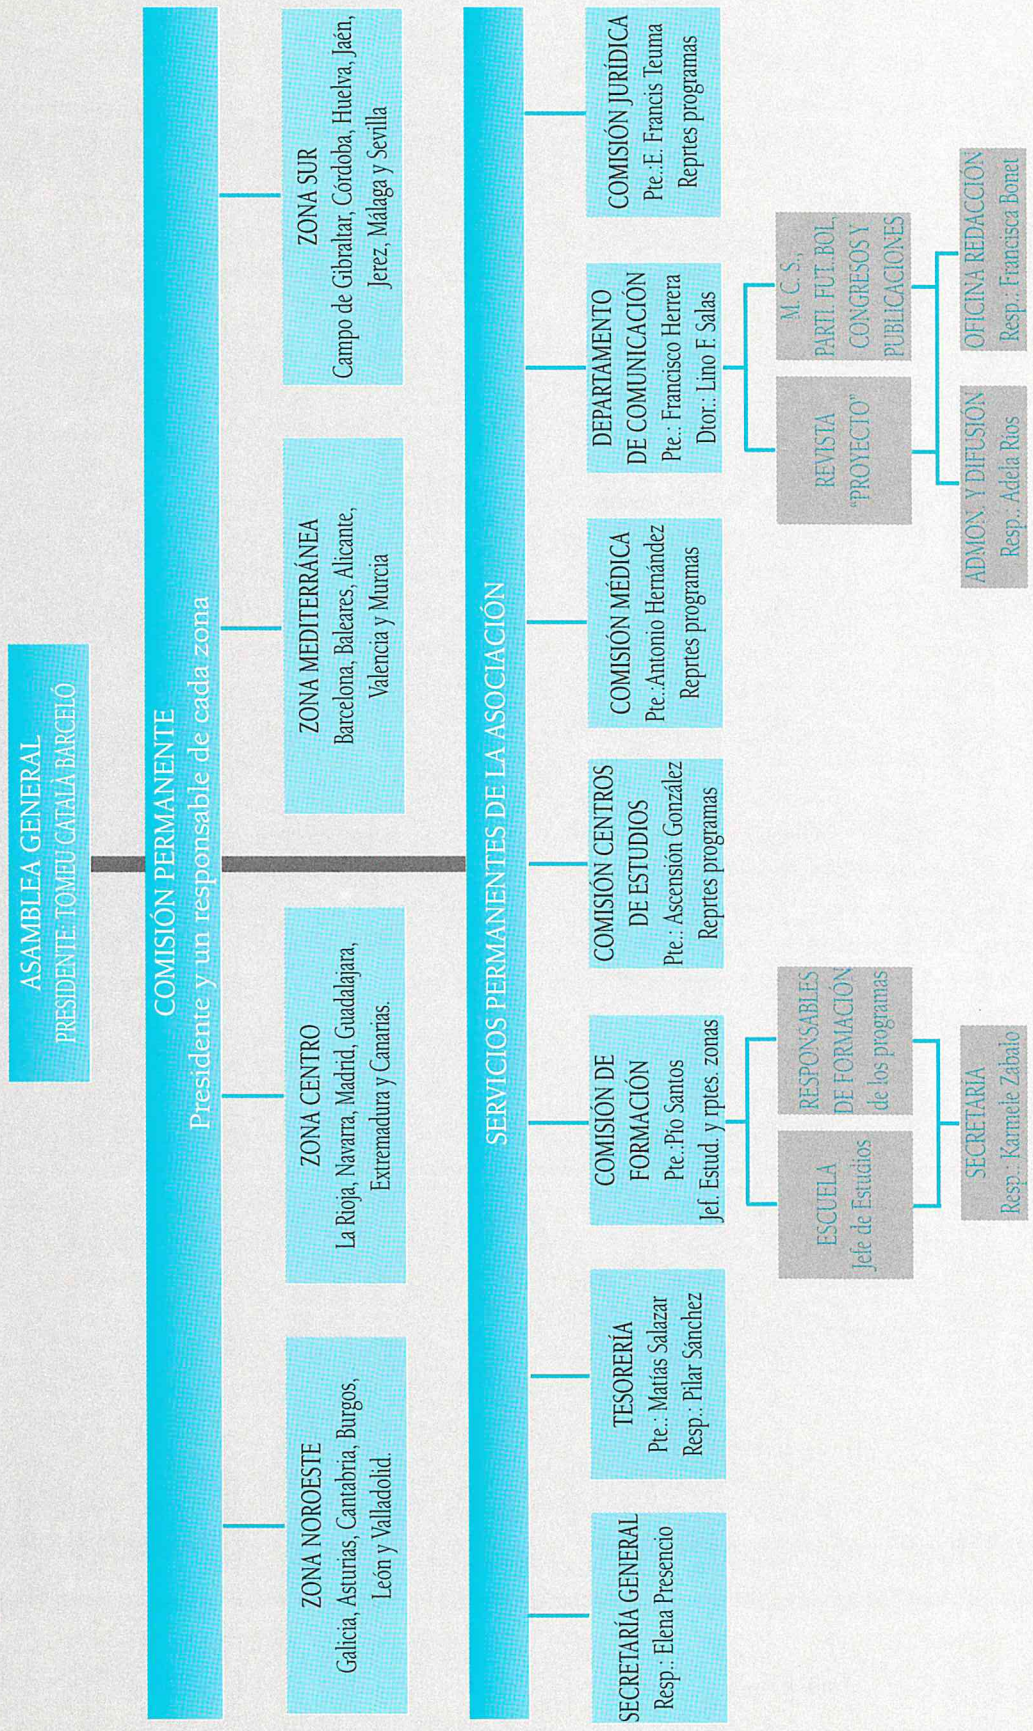 ASAMBLEA GENERAL
PRESIDENTE: TOMEU CATALÀ BARCELÓ
COMISIÓN PERMANENTE
Presidente y un responsable de cada zona
ZONA NOROESTE
Galicia, Asturias, Cantabria, Burgos,
León y Valladolid.
ZONA CENTRO
La Rioja, Navarra, Madrid, Guadalajara,
Extremadura y Canarias.
ZONA MEDITERRÁNEA
Barcelona, Baleares, Alicante,
Valencia y Murcia
ZONA SUR
Campo de Gibraltar, Córdoba, Huelva, Jaén,
Jerez, Málaga y Sevilla
SERVICIOS PERMANENTES DE LA ASOCIACIÓN
SECRETARÍA GENERAL
Resp.: Elena Presencio
TESORERÍA
Pte.: Matías Salazar
Resp.: Pilar Sánchez
COMISIÓN DE
FORMACIÓN
Pte.:Pío Santos
Jef. Estud. y rptes. zonas
COMISIÓN CENTROS
DE ESTUDIOS
Pte.: Ascensión González
Reprtes programas
COMISIÓN MÉDICA
Pte.:Antonio Hernández
Reprtes programas
DEPARTAMENTO
DE COMUNICACIÓN
Pte.: Francisco Herrera
Dtor.: Lino F. Salas
COMISIÓN JURÍDICA
Pte.:E. Francis Teuma
Reprtes programas
ESCUELA
Jefe de Estudios
RESPONSABLES
DE FORMACIÓN
de los programas
REVISTA
"PROYECTO"
M. C. S.,
PARTI. FUT. BOL,
CONGRESOS Y
PUBLICACIONES
SECRETARÍA
Resp.: Karmele Zabalo
ADMON. Y DIFUSIÓN
Resp.: Adela Rios
OFICINA REDACCIÓN
Resp.: Francisca Bonet